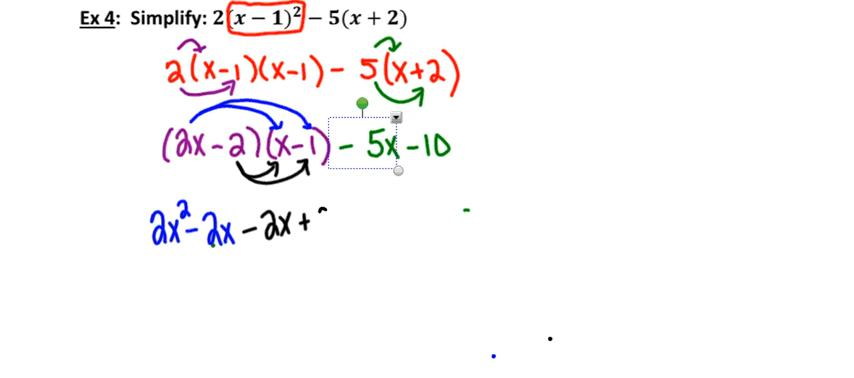 Ex 4: Simplify: 2(x − 1)² − 5(x + 2)
2(x-1)(x-1) - 5(x+2)
(2x-2)(x-1) - 5x - 10
2x² - 2x - 2x +